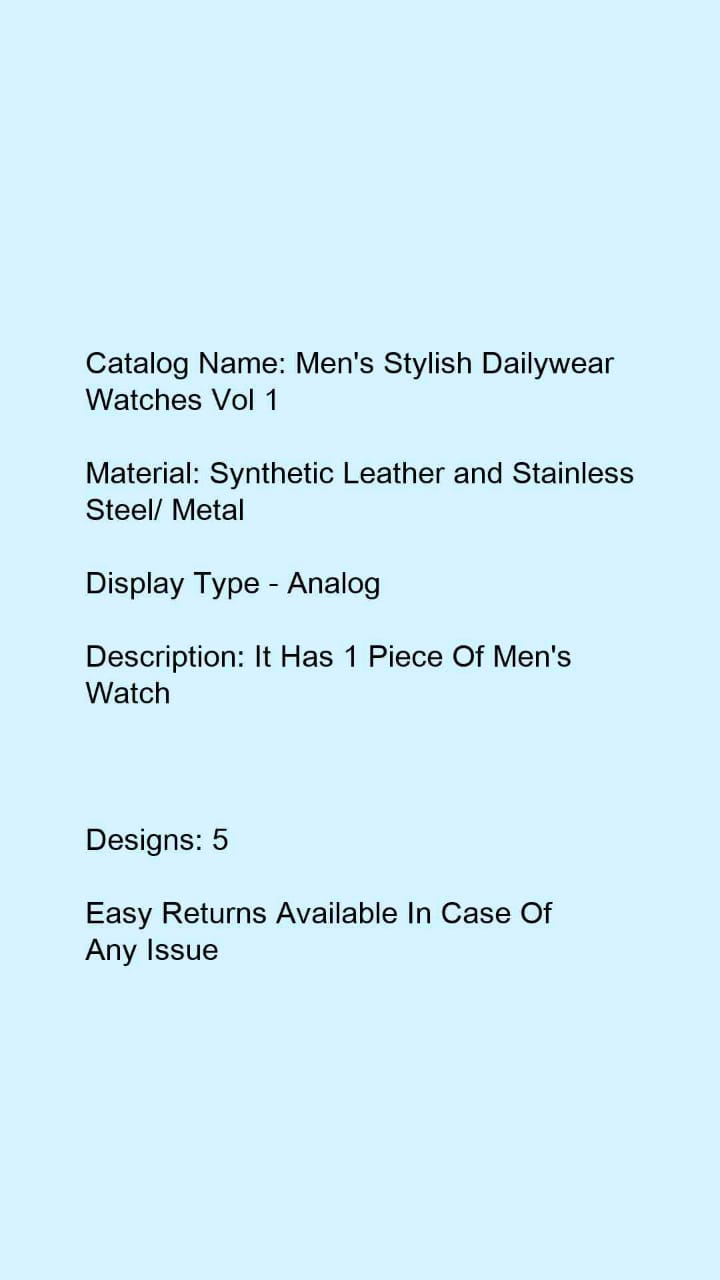 Catalog Name: Men's Stylish Dailywear
Watches Vol 1
Material: Synthetic Leather and Stainless
Steel/ Metal
Display Type - Analog
Description: It Has 1 Piece Of Men's
Watch
Designs: 5
Easy Returns Available In Case Of
Any Issue